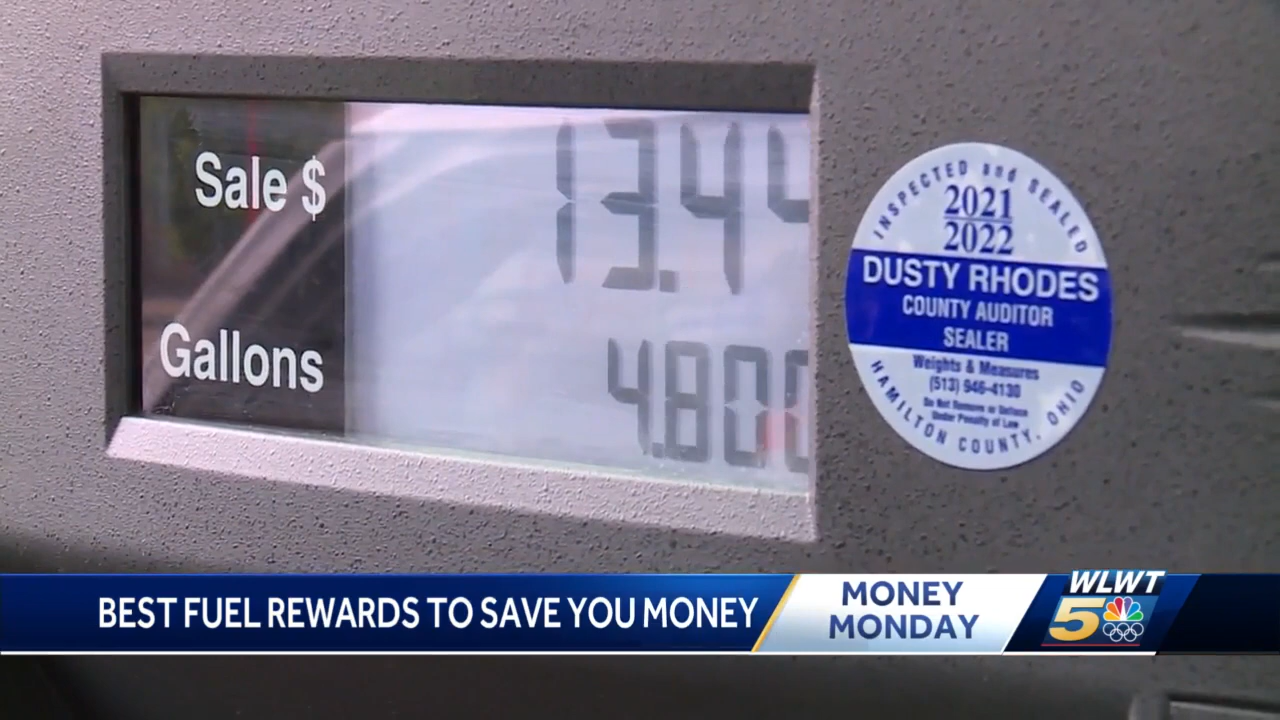 Sale $
13.44
Gallons
4.800
INSPECTED and SEALED
2021
2022
DUSTY RHODES
COUNTY AUDITOR
SEALER
Weights & Measures
(513) 946-4130
Do Not Remove or Deface
Under Penalty of Law
HAMILTON COUNTY, OHIO
BEST FUEL REWARDS TO SAVE YOU MONEY
MONEY
MONDAY
WLWT
5